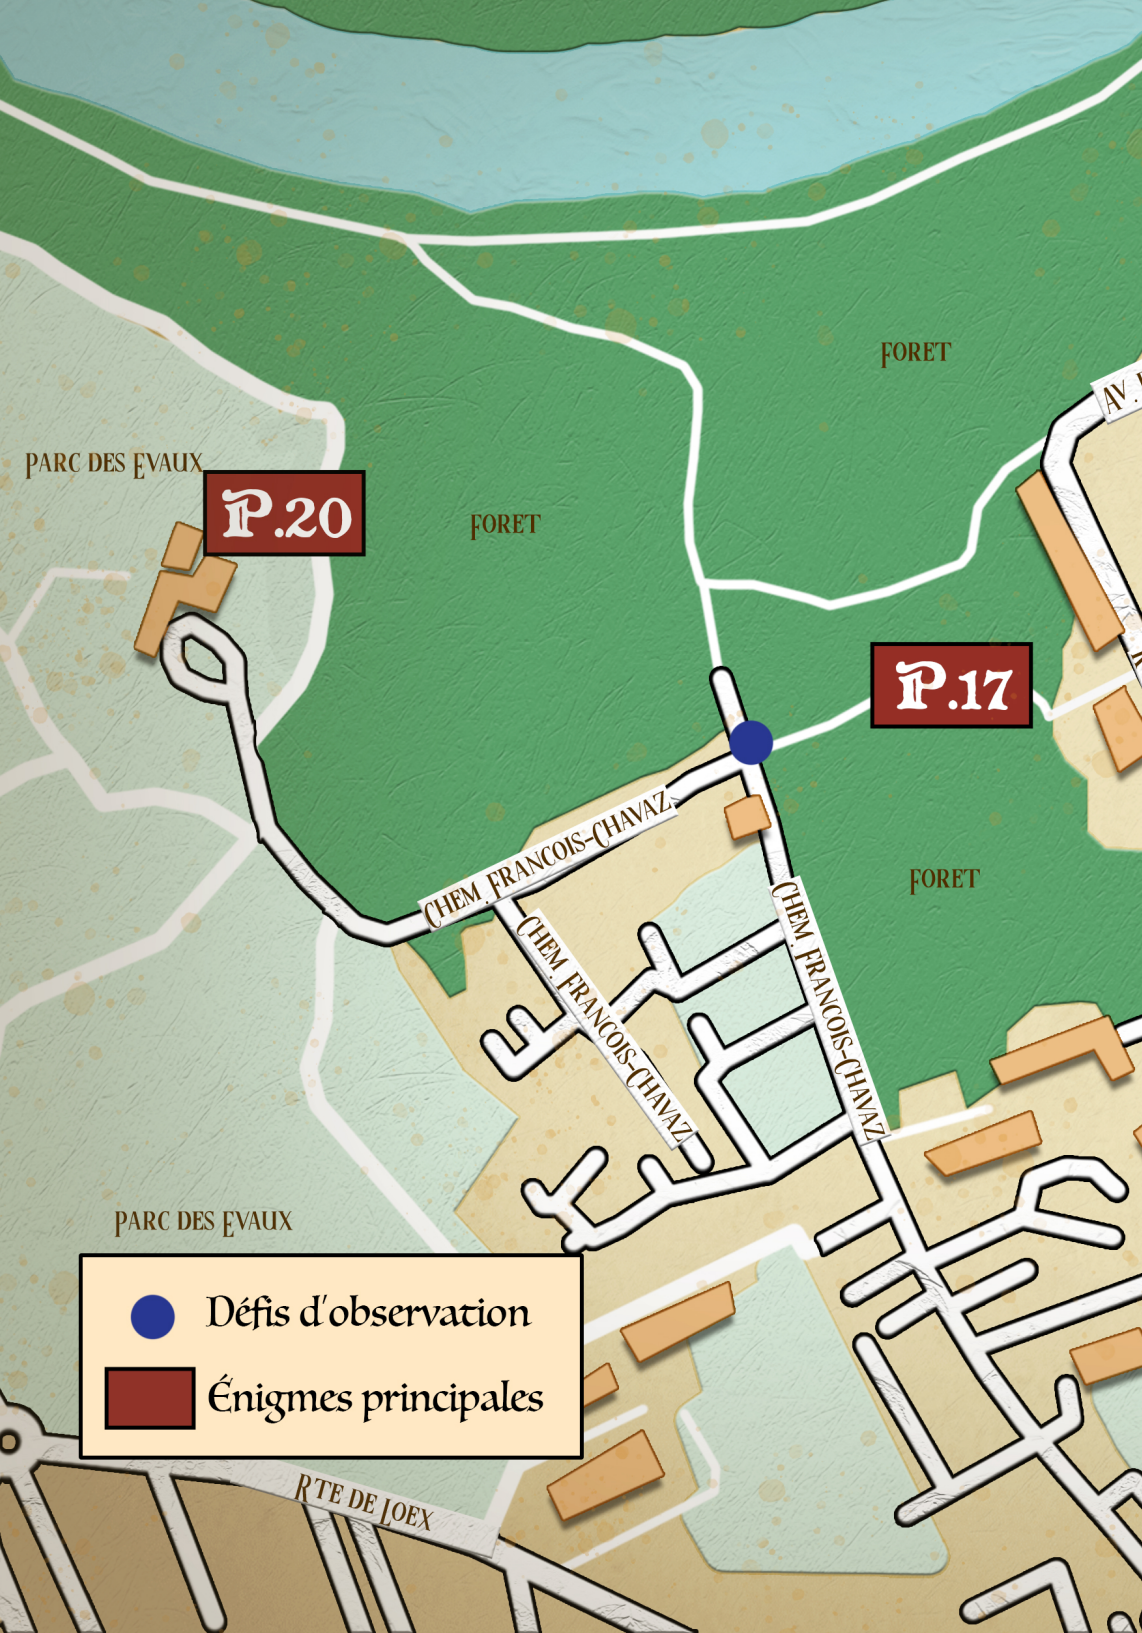 FORET
AV.
PARC DES EVAUX
P.20
FORET
P.17
CHEM. FRANCOIS-CHAVAZ
FORET
CHEM. FRANCOIS-CHAVAZ
CHEM. FRANCOIS-CHAVAZ
PARC DES EVAUX
Défis d'observation
Énigmes principales
RTE DE LOEX